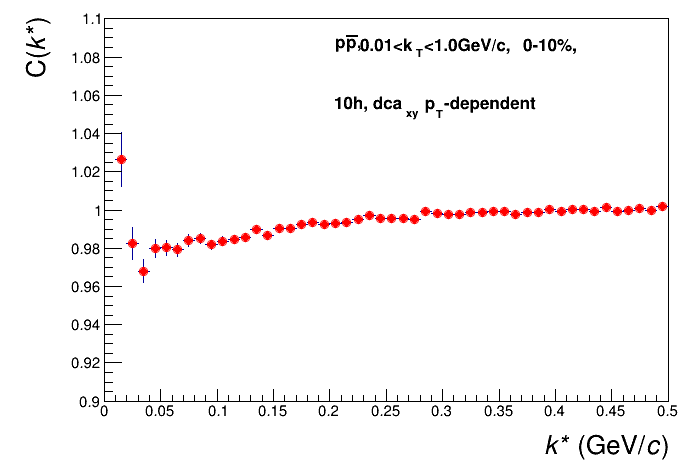 C(k*)
1.1
1.08
1.06
1.04
1.02
1
0.98
0.96
0.94
0.92
0.9
pp̅,0.01<k_T<1.0GeV/c, 0-10%,
10h, dca_xy p_T-dependent
0 0.05 0.1 0.15 0.2 0.25 0.3 0.35 0.4 0.45 0.5
k* (GeV/c)